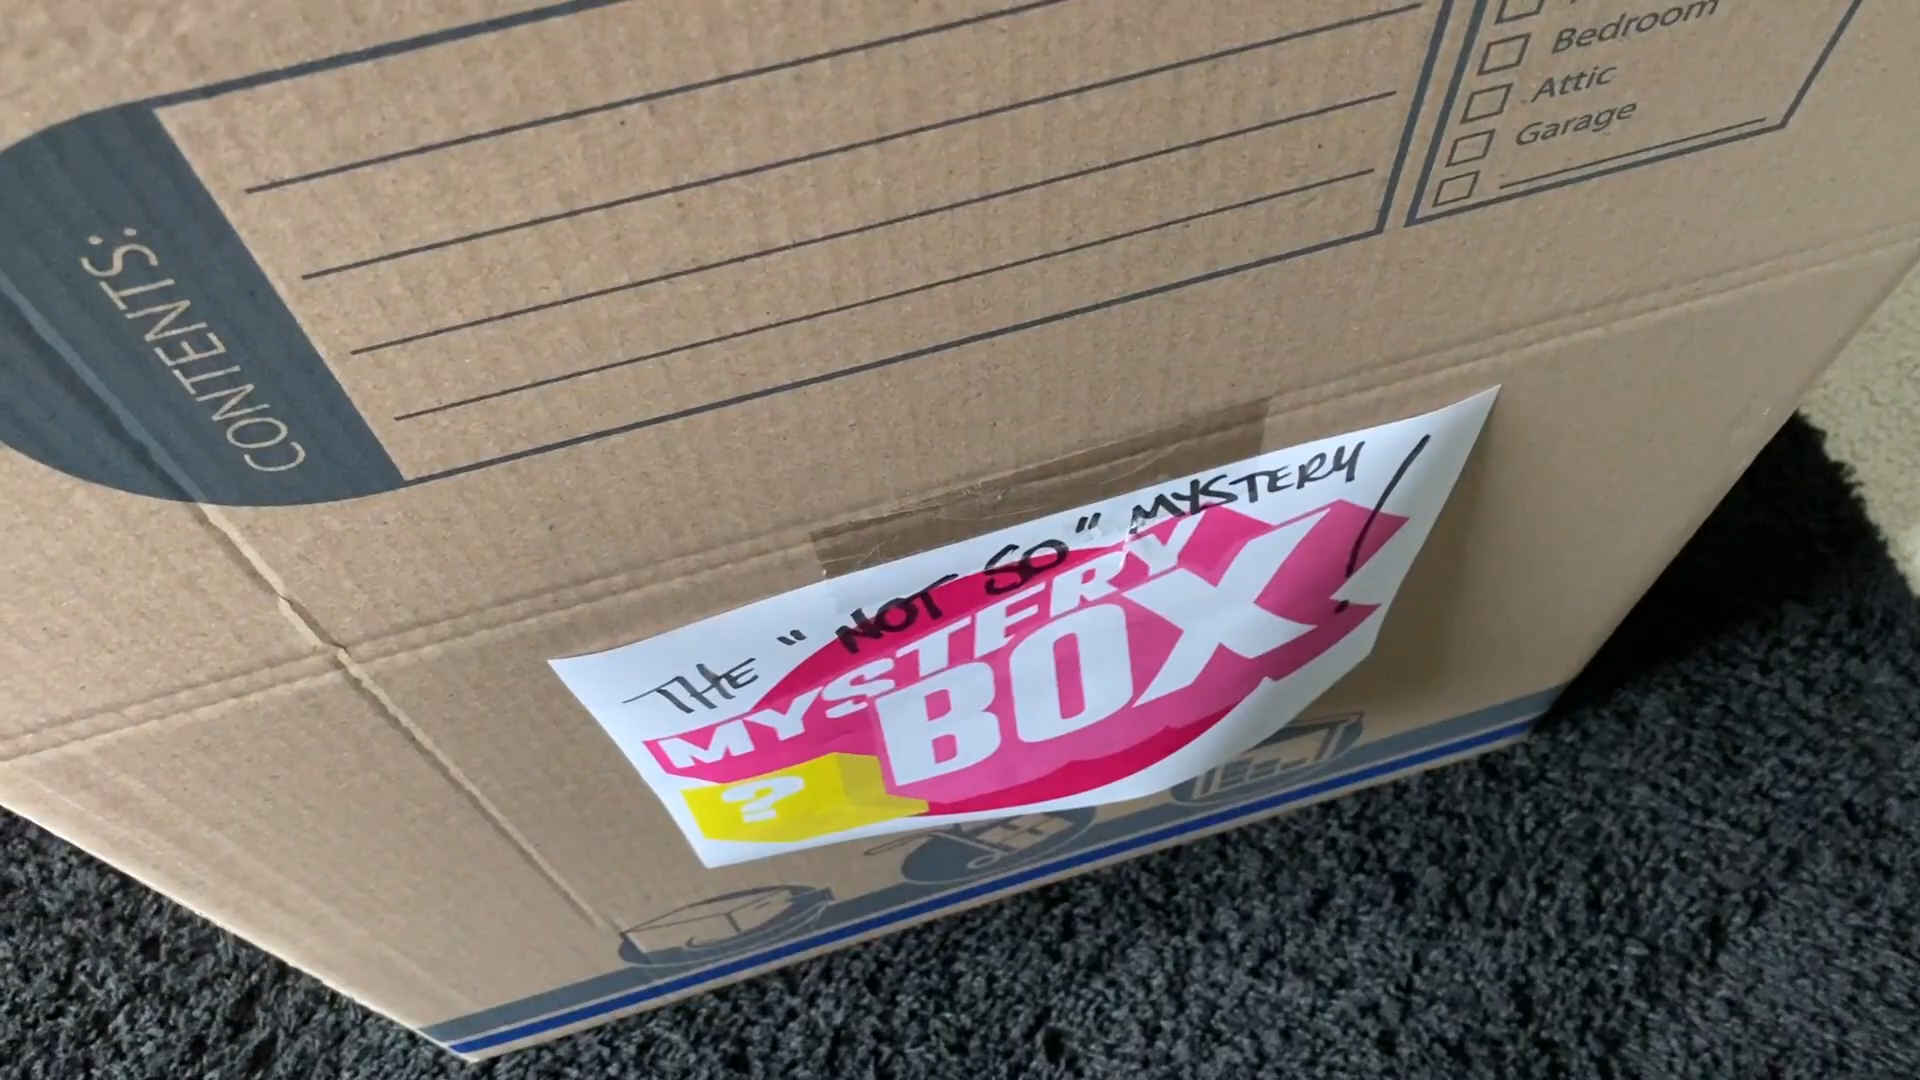 Bedroom
Attic
Garage
CONTENTS:
THE "NOT SO" MYSTERY!
MYSTERY
BOX!
?